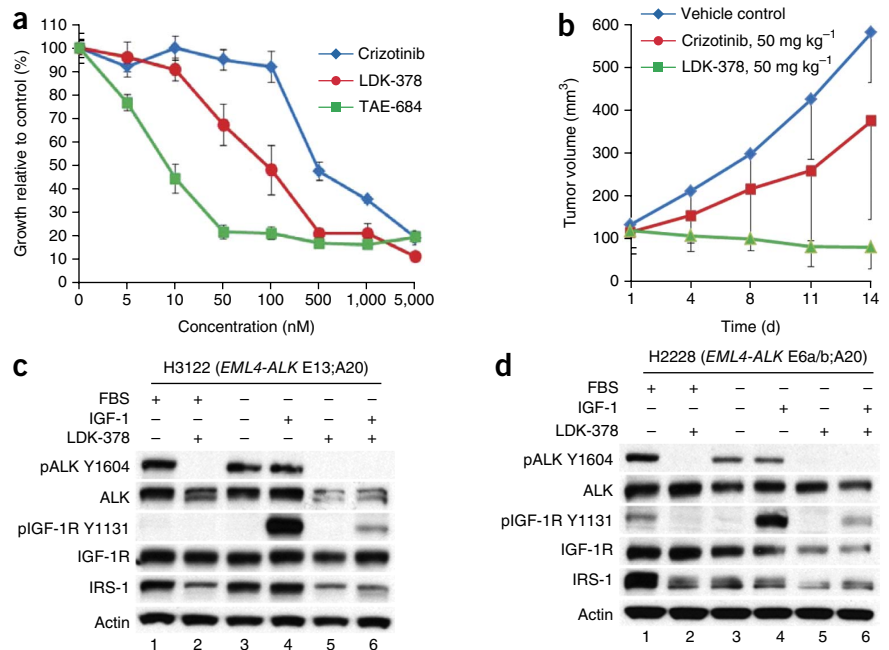 a
110
100
90
80
70
60
50
40
30
20
10
0
Growth relative to control (%)
0 5 10 50 100 500 1,000 5,000
Concentration (nM)
Crizotinib
LDK-378
TAE-684
b
600
500
400
300
200
100
0
Tumor volume (mm³)
1 4 8 11 14
Time (d)
Vehicle control
Crizotinib, 50 mg kg⁻¹
LDK-378, 50 mg kg⁻¹
c
H3122 (EML4-ALK E13;A20)
FBS + + – – – –
IGF-1 – – – + – +
LDK-378 – + – – + +
pALK Y1604
ALK
pIGF-1R Y1131
IGF-1R
IRS-1
Actin
1 2 3 4 5 6
d
H2228 (EML4-ALK E6a/b;A20)
FBS + + – – – –
IGF-1 – – – + – +
LDK-378 – + – – + +
pALK Y1604
ALK
pIGF-1R Y1131
IGF-1R
IRS-1
Actin
1 2 3 4 5 6